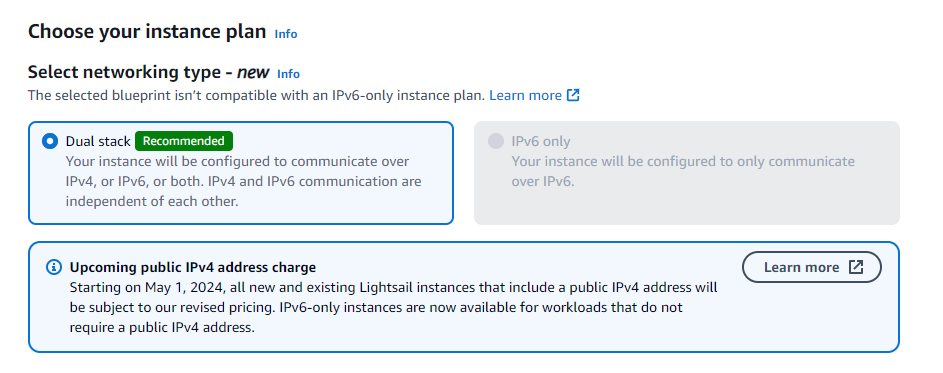 Choose your instance plan Info
Select networking type - new Info
The selected blueprint isn't compatible with an IPv6-only instance plan. Learn more
Dual stack Recommended
Your instance will be configured to communicate over
IPv4, or IPv6, or both. IPv4 and IPv6 communication are
independent of each other.
IPv6 only
Your instance will be configured to only communicate
over IPv6.
Upcoming public IPv4 address charge
Learn more
Starting on May 1, 2024, all new and existing Lightsail instances that include a public IPv4 address will
be subject to our revised pricing. IPv6-only instances are now available for workloads that do not
require a public IPv4 address.